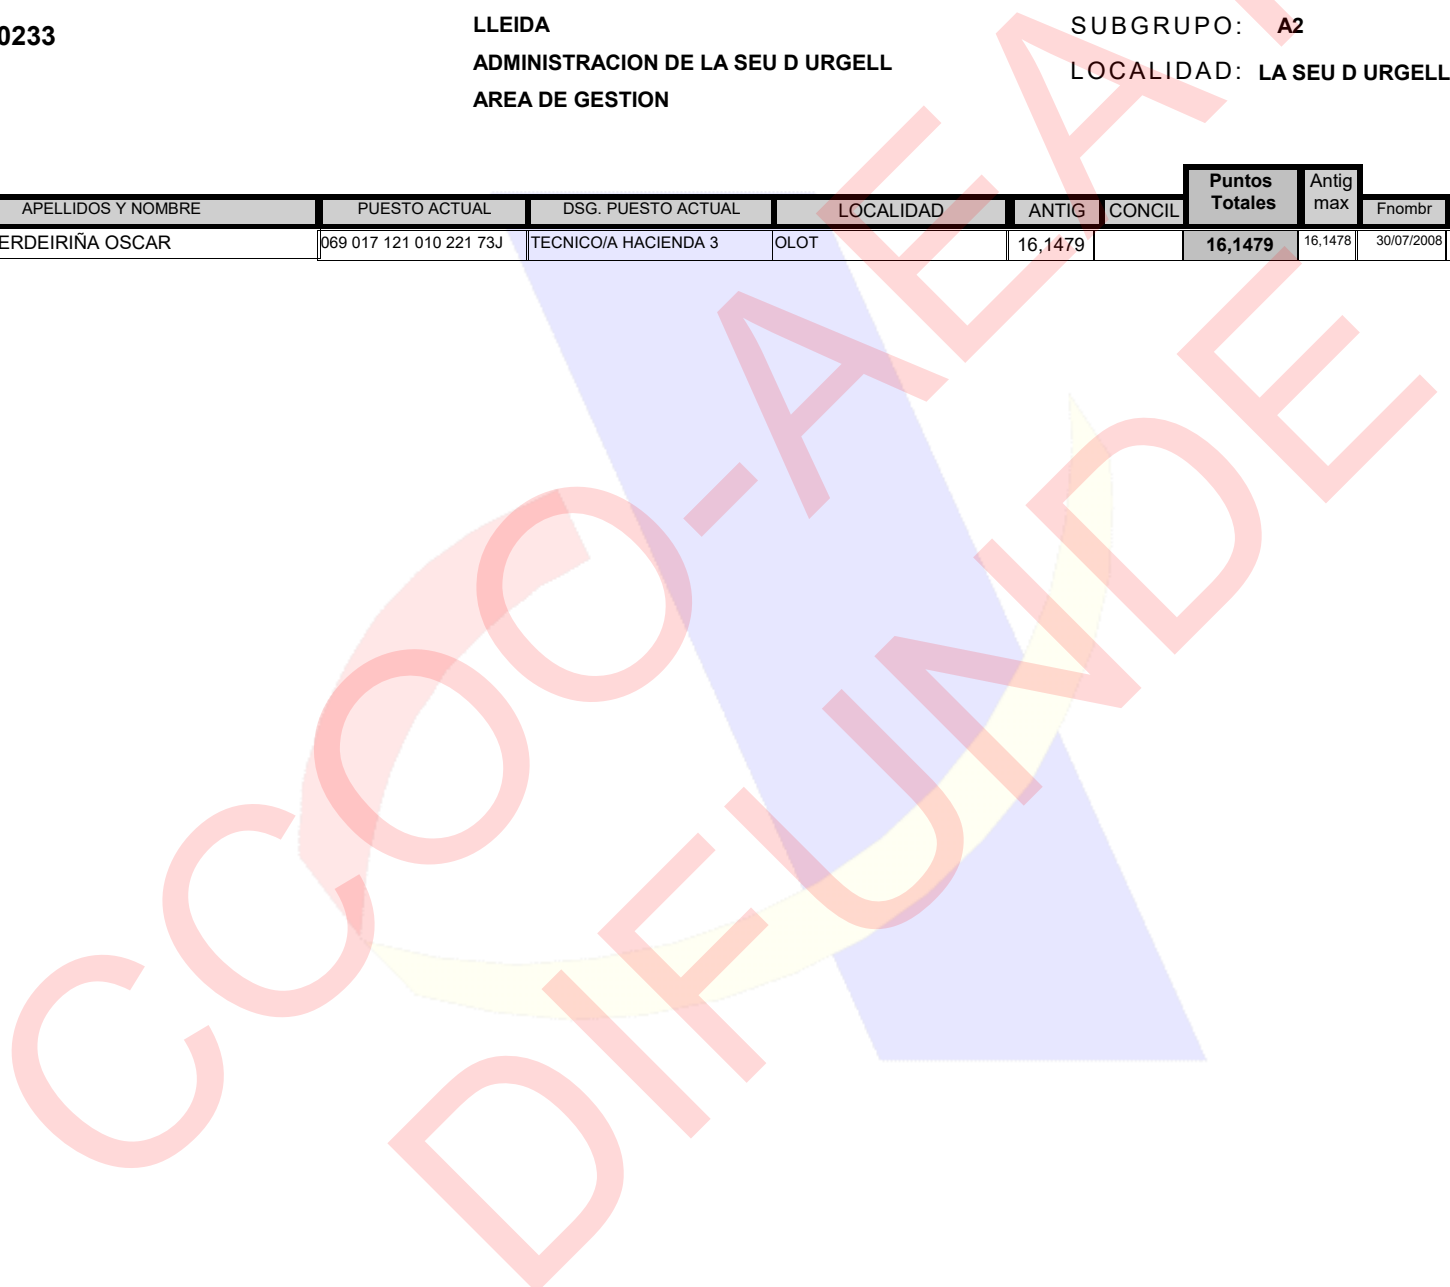 0233
LLEIDA
SUBGRUPO: A2
ADMINISTRACION DE LA SEU D URGELL
LOCALIDAD: LA SEU D URGELL
AREA DE GESTION
APELLIDOS Y NOMBRE PUESTO ACTUAL DSG. PUESTO ACTUAL LOCALIDAD ANTIG CONCIL Puntos Totales Antig max Fnombr
ERDEIRIÑA OSCAR 069 017 121 010 221 73J TECNICO/A HACIENDA 3 OLOT 16,1479 16,1479 16,1478 30/07/2008
CCOO-AEA
DIFUNDE